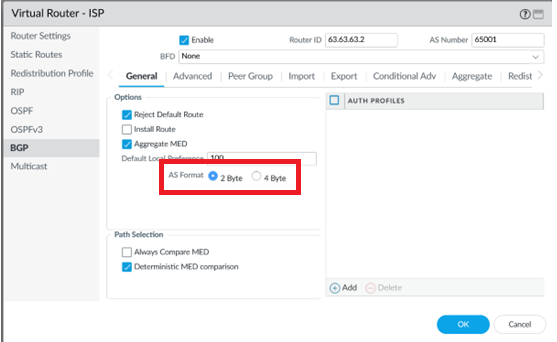 Virtual Router - ISP
Router Settings
Static Routes
Redistribution Profile
RIP
OSPF
OSPFv3
BGP
Multicast
Enable Router ID 63.63.63.2 AS Number 65001
BFD None
General Advanced Peer Group Import Export Conditional Adv Aggregate Redist
Options
Reject Default Route
Install Route
Aggregate MED
Default Local Preference 100
AS Format 2 Byte 4 Byte
Path Selection
Always Compare MED
Deterministic MED comparison
AUTH PROFILES
Add Delete
OK Cancel